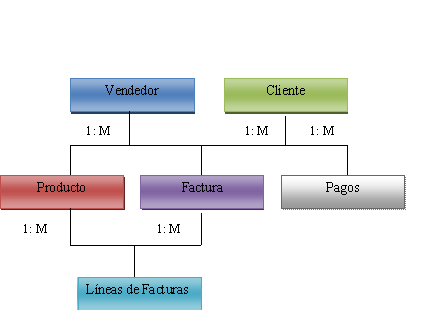 Vendedor
Cliente
1: M
1: M
1: M
Producto
Factura
Pagos
1: M
1: M
Líneas de Facturas